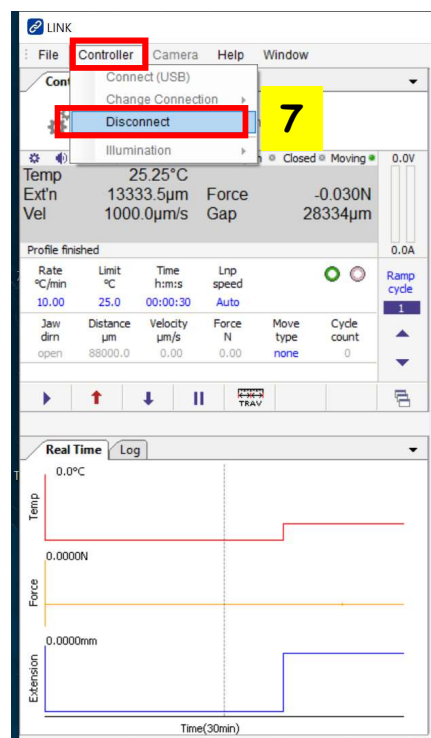 LINK
File Controller Camera Help Window
Connect (USB)
Change Connection
Disconnect
Illumination
7
Closed Moving 0.0V
Temp 25.25°C
Ext'n 13333.5µm Force -0.030N
Vel 1000.0µm/s Gap 28334µm
Profile finished 0.0A
Rate Limit Time Lnp
°C/min °C h:m:s speed
Ramp
cycle
10.00 25.0 00:00:30 Auto
1
Jaw Distance Velocity Force Move Cycle
dirn µm µm/s N type count
open 88000.0 0.00 0.00 none 0
TRAV
Real Time Log
0.0°C
Temp
0.0000N
Force
0.0000mm
Extension
Time(30min)